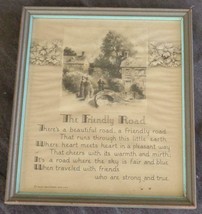 The Friendly Road
There's a beautiful road, a friendly road
That runs through this little earth,
Where heart meets heart in a pleasant way
That cheers with its warmth and mirth.
It's a road where the sky is fair and blue
When traveled with friends
who are strong and true.